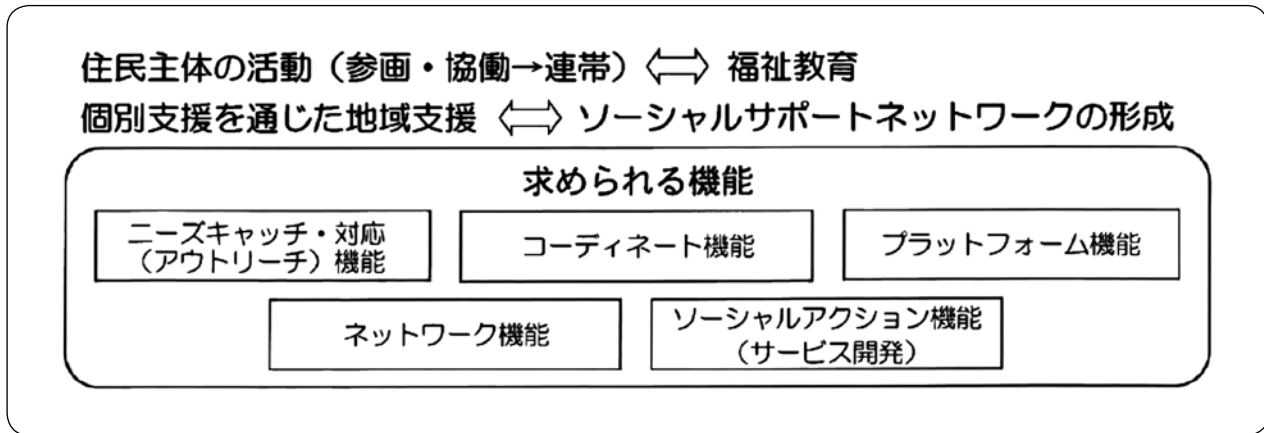 住民主体の活動（参画・協働→連帯）⇔ 福祉教育
個別支援を通じた地域支援 ⇔ ソーシャルサポートネットワークの形成
求められる機能
ニーズキャッチ・対応
（アウトリーチ）機能
コーディネート機能
プラットフォーム機能
ネットワーク機能
ソーシャルアクション機能
（サービス開発）